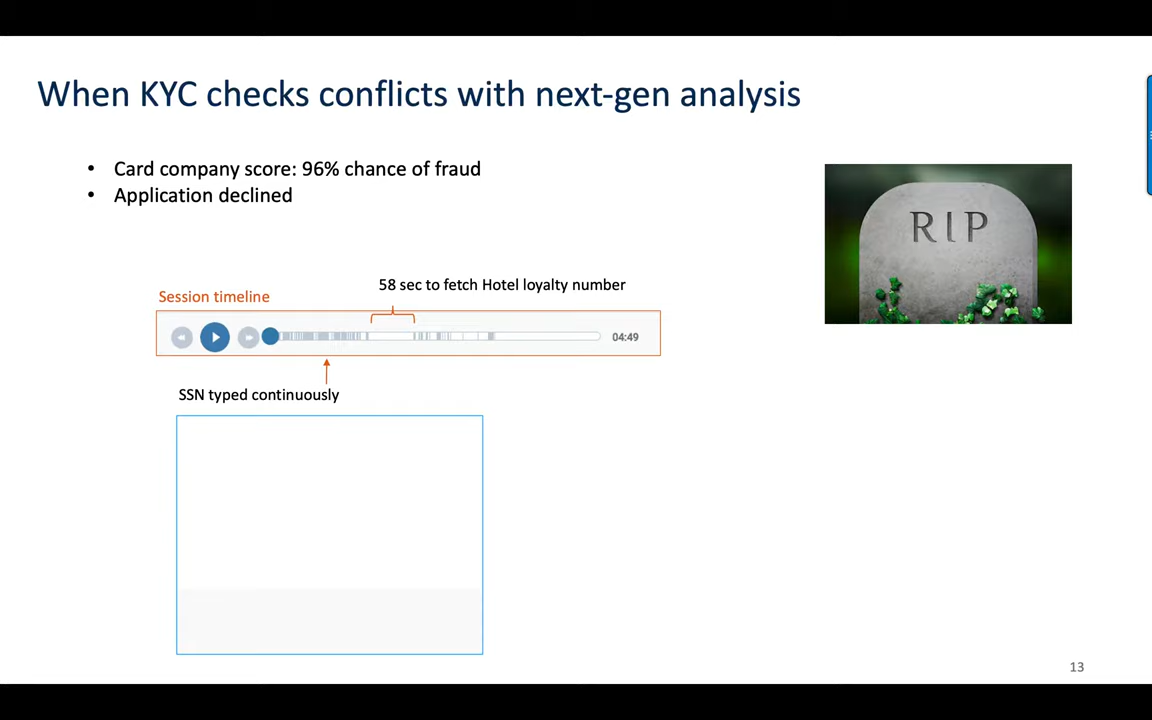 When KYC checks conflicts with next-gen analysis
• Card company score: 96% chance of fraud
• Application declined
RIP
58 sec to fetch Hotel loyalty number
Session timeline
04:49
SSN typed continuously
13